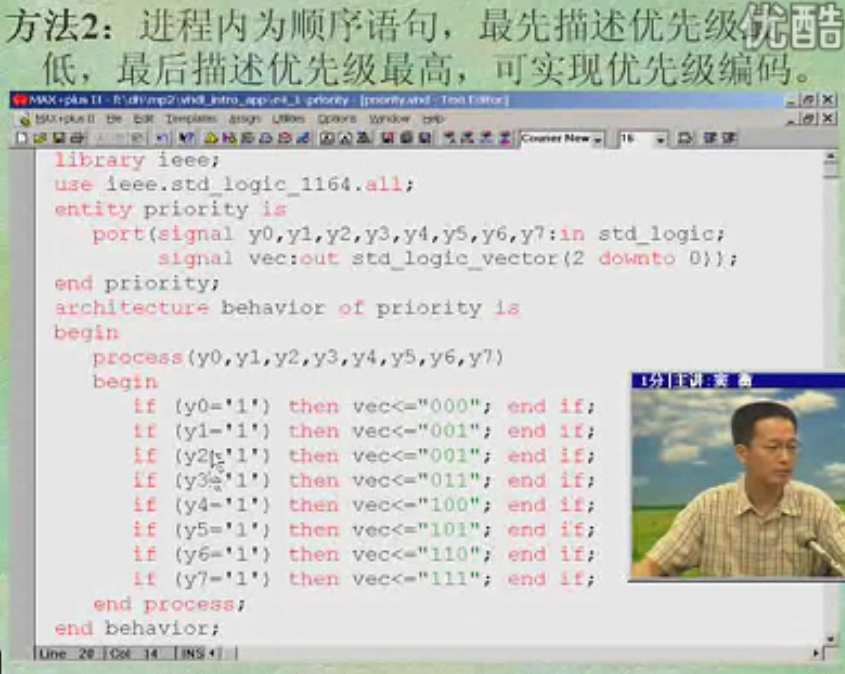 方法2：进程内为顺序语句，最先描述优先级
优酷
低，最后描述优先级最高，可实现优先级编码。
MAX+plus II - f:\dh\mp2\vhdl_intro_app\e4_1\priority - [priority.vhd - Text Editor]
MAX+plus II File Edit Templates Assign Utilities Options Window Help
Courier New 16
library ieee;
use ieee.std_logic_1164.all;
entity priority is
port(signal y0,y1,y2,y3,y4,y5,y6,y7:in std_logic;
signal vec:out std_logic_vector(2 downto 0));
end priority;
architecture behavior of priority is
begin
process(y0,y1,y2,y3,y4,y5,y6,y7)
begin
if (y0='1') then vec<="000"; end if;
if (y1='1') then vec<="001"; end if;
if (y2='1') then vec<="001"; end if;
if (y3='1') then vec<="011"; end if;
if (y4='1') then vec<="100"; end if;
if (y5='1') then vec<="101"; end if;
if (y6='1') then vec<="110"; end if;
if (y7='1') then vec<="111"; end if;
end process;
end behavior;
1分 主讲:
Line 20 Col 14 INS